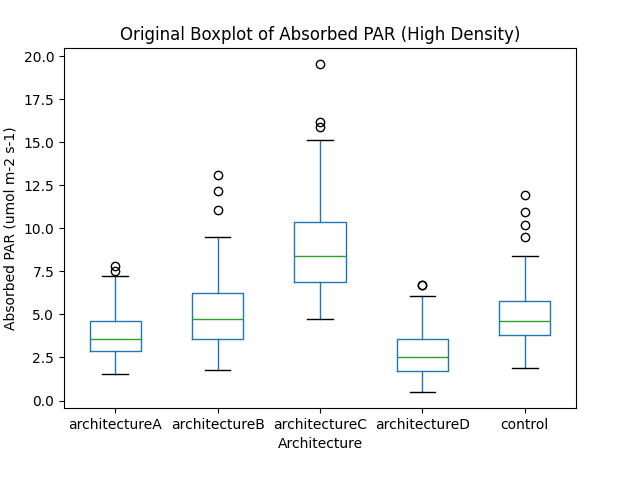 Original Boxplot of Absorbed PAR (High Density)
20.0
17.5
15.0
12.5
10.0
7.5
5.0
2.5
0.0
Absorbed PAR (umol m-2 s-1)
architectureA architectureB architectureC architectureD control
Architecture